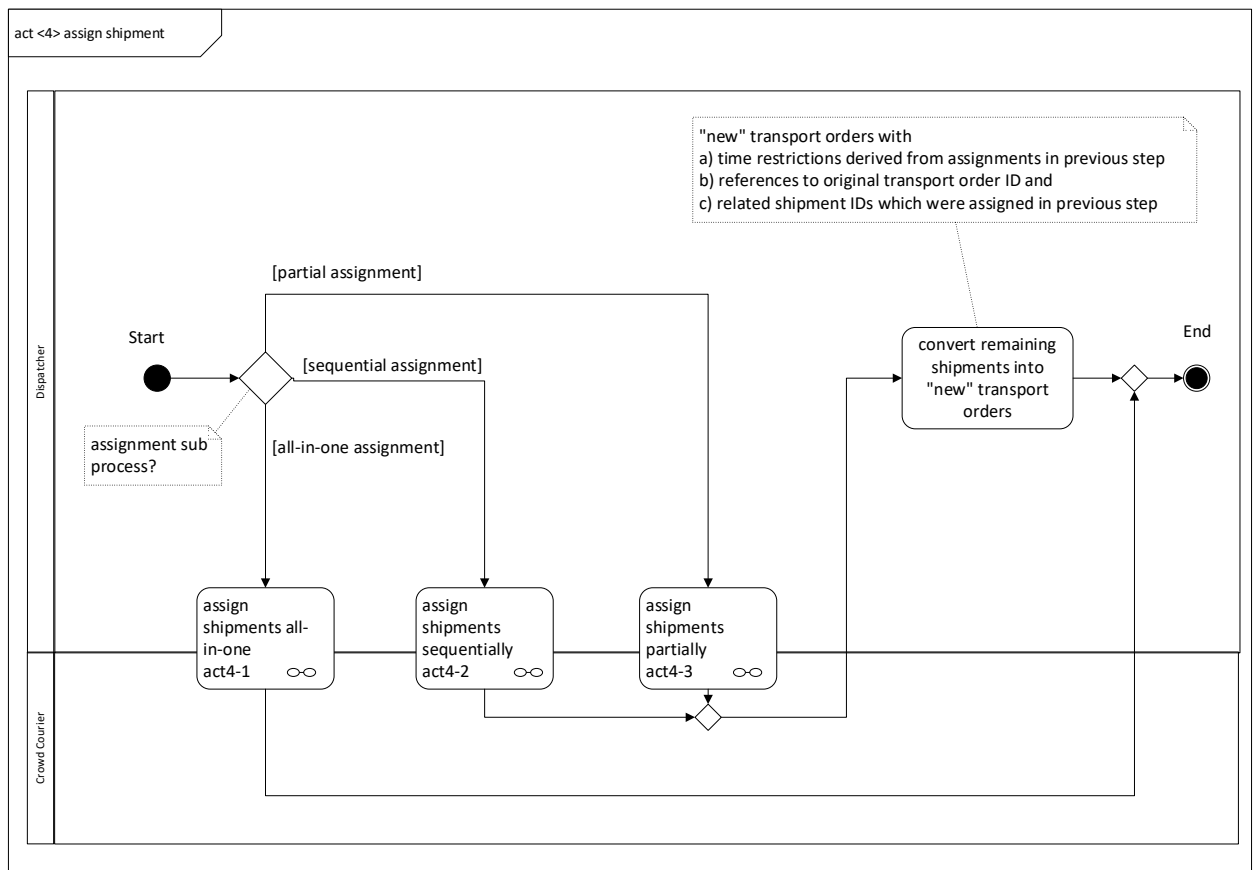 act <4> assign shipment
"new" transport orders with
a) time restrictions derived from assignments in previous step
b) references to original transport order ID and
c) related shipment IDs which were assigned in previous step
[partial assignment]
Start
[sequential assignment]
convert remaining
shipments into
"new" transport
orders
End
Dispatcher
assignment sub
process?
[all-in-one assignment]
assign
shipments all-
in-one
act4-1
assign
shipments
sequentially
act4-2
assign
shipments
partially
act4-3
Crowd Courier